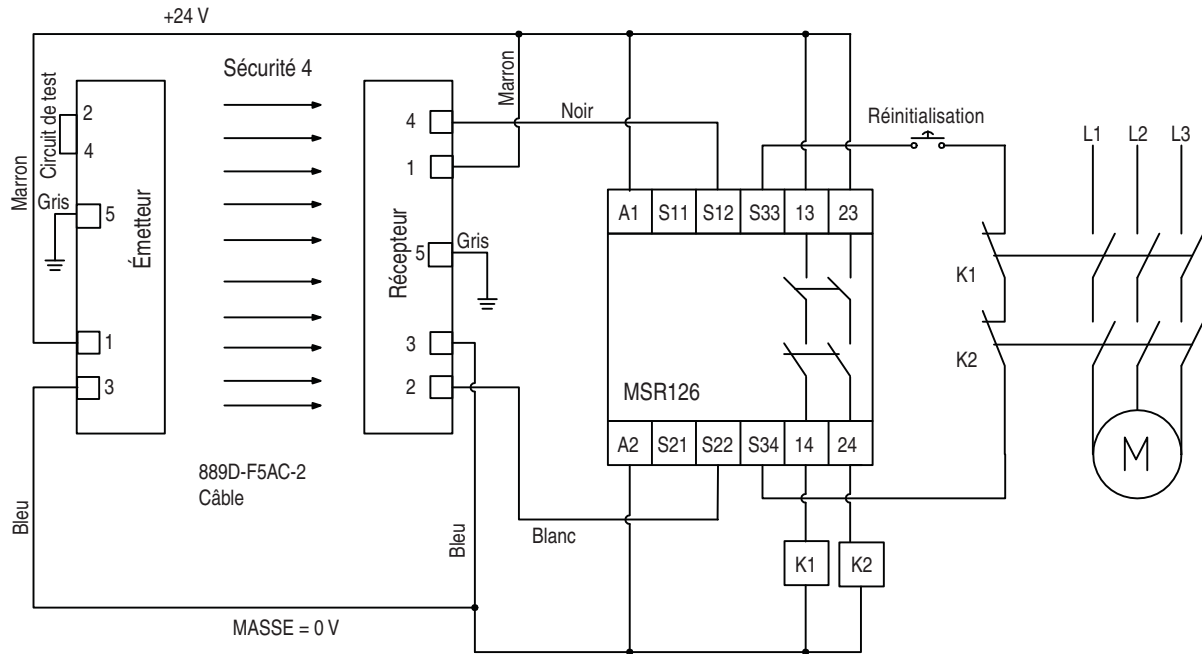 +24 V
Sécurité 4
Circuit de test
2
4
Marron
Gris
5
Émetteur
1
3
Bleu
889D-F5AC-2
Câble
MASSE = 0 V
Récepteur
4
1
5
Gris
3
2
Marron
Noir
Bleu
Blanc
Réinitialisation
A1 S11 S12 S33 13 23
MSR126
A2 S21 S22 S34 14 24
K1 K2
L1 L2 L3
K1
K2
M